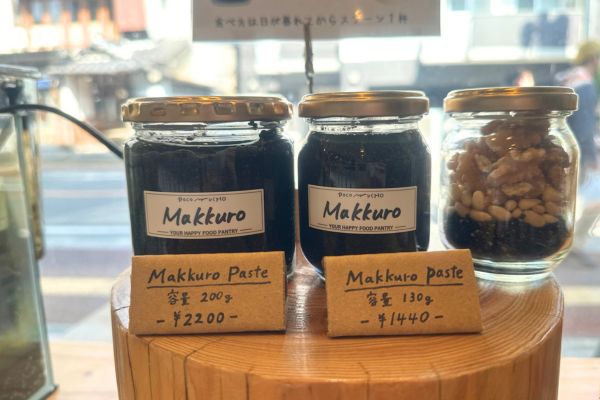 食べ方は日が暮れてからスプーン1杯
Makkuro
YOUR HAPPY FOOD PANTRY
Makkuro
YOUR HAPPY FOOD PANTRY
Makkuro Paste
容量 200g
-¥2200-
Makkuro Paste
容量 130g
-¥1440-